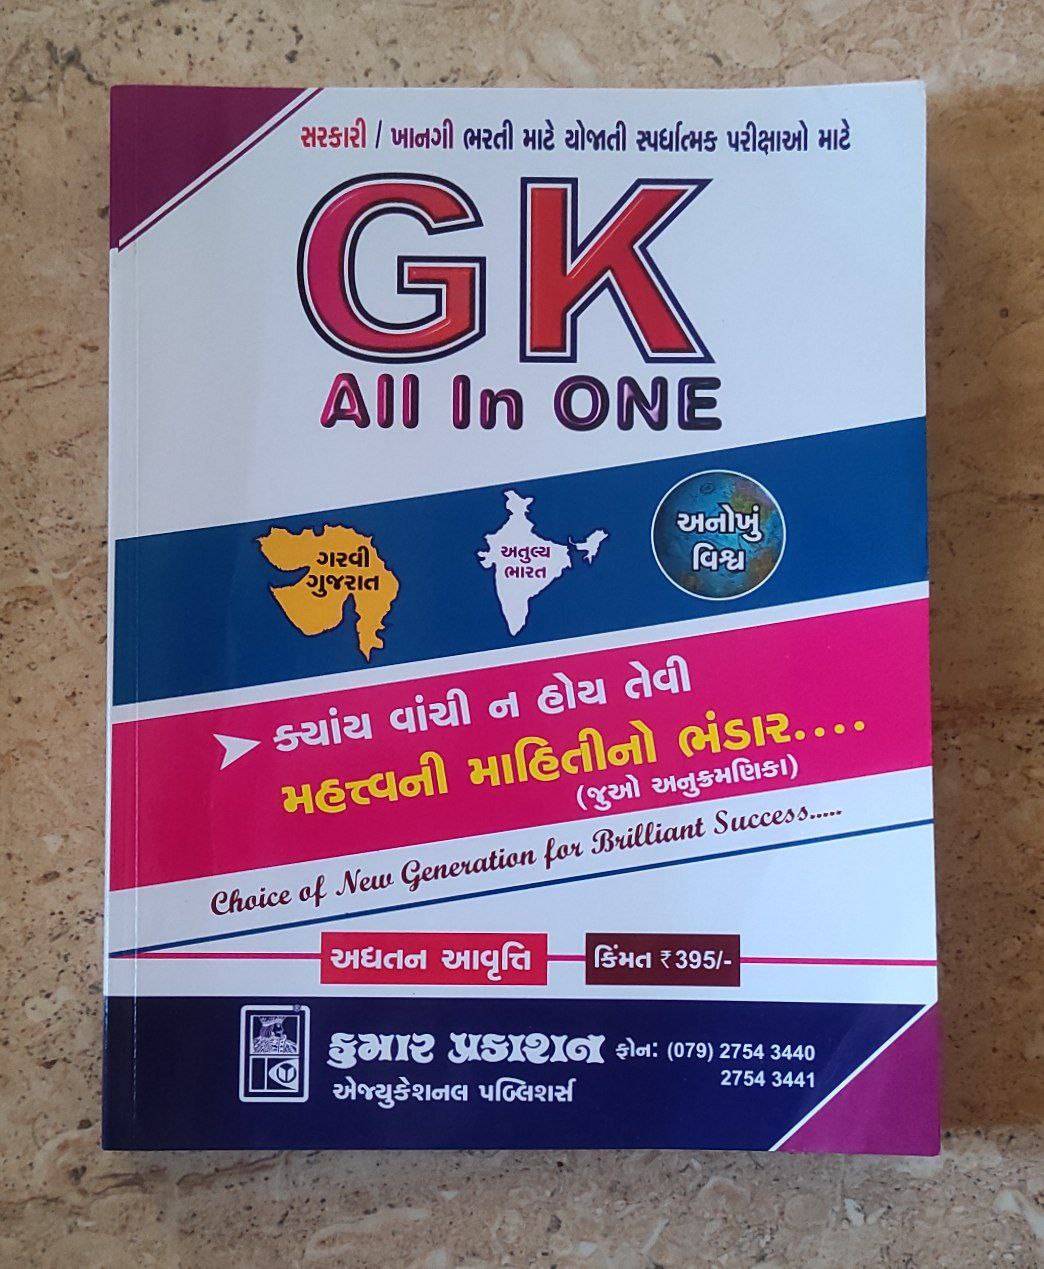 સરકારી / ખાનગી ભરતી માટે યોજાતી સ્પર્ધાત્મક પરીક્ષાઓ માટે
GK
All In ONE
ગરવી
ગુજરાત
અતુલ્ય
ભારત
અનોખું
વિશ્વ
ક્યાંય વાંચી ન હોય તેવી
મહત્ત્વની માહિતીનો ભંડાર....
(જુઓ અનુક્રમણિકા)
Choice of New Generation for Brilliant Success.....
અદ્યતન આવૃત્તિ
કિંમત ₹ 395/-
કુમાર પ્રકાશન ફોન: (079) 2754 3440
2754 3441
એજ્યુકેશનલ પબ્લિશર્સ